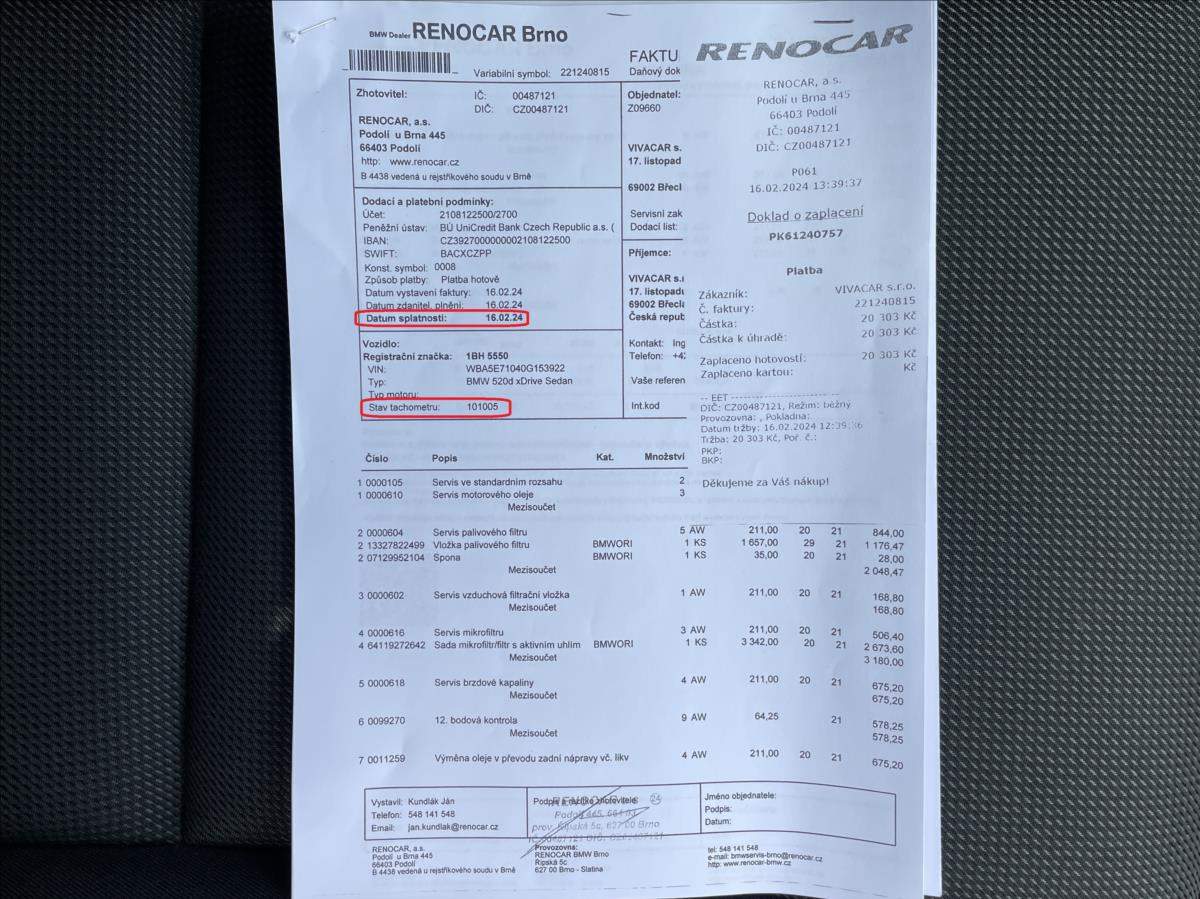 BMW Dealer RENOCAR Brno
Variabilní symbol: 221240815
FAKTU
Daňový dok
Zhotovitel: IČ: 00487121
DIČ: CZ00487121
RENOCAR, a.s.
Podolí u Brna 445
66403 Podolí
http: www.renocar.cz
B 4438 vedená u rejstříkového soudu v Brně
Objednatel:
Z09660
VIVACAR s.
17. listopad
69002 Břecl
Servisní zak
Dodací list:
Dodací a platební podmínky:
Účet: 2108122500/2700
Peněžní ústav: BÚ UniCredit Bank Czech Republic a.s. (
IBAN: CZ3927000000002108122500
SWIFT: BACXCZPP
Konst. symbol: 0008
Způsob platby: Platba hotově
Datum vystavení faktury: 16.02.24
Datum zdanitel. plnění: 16.02.24
Datum splatnosti: 16.02.24
Příjemce:
VIVACAR s.r
17. listopadu
69002 Břecla
Česká repub
Vozidlo:
Registrační značka: 1BH 5550
VIN: WBA5E71040G153922
Typ: BMW 520d xDrive Sedan
Typ motoru:
Stav tachometru: 101005
Kontakt: Ing
Telefon: +42
Vaše referen
Int.kod
RENOCAR
RENOCAR, a.s.
Podolí u Brna 445
66403 Podolí
IČ: 00487121
DIČ: CZ00487121
P061
16.02.2024 13:39:37
Doklad o zaplacení
PK61240757
Platba
Zákazník: VIVACAR s.r.o.
Č. faktury: 221240815
Částka: 20 303 Kč
Částka k úhradě: 20 303 Kč
Zaplaceno hotovostí: 20 303 Kč
Zaplaceno kartou: Kč
-- EET --------------------
DIČ: CZ00487121, Režim: běžný
Provozovna: , Pokladna:
Datum tržby: 16.02.2024 12:39:36
Tržba: 20 303 Kč, Poř. č.:
PKP:
BKP:
Děkujeme za Váš nákup!
Číslo Popis Kat. Množství
1 0000105 Servis ve standardním rozsahu 2
1 0000610 Servis motorového oleje 3
Mezisoučet
2 0000604 Servis palivového filtru 5 AW 211,00 20 21 844,00
2 13327822499 Vložka palivového filtru BMWORI 1 KS 1 657,00 29 21 1 176,47
2 07129952104 Spona BMWORI 1 KS 35,00 20 21 28,00
Mezisoučet 2 048,47
3 0000602 Servis vzduchová filtrační vložka 1 AW 211,00 20 21 168,80
Mezisoučet 168,80
4 0000616 Servis mikrofiltru 3 AW 211,00 20 21 506,40
4 64119272642 Sada mikrofiltr/filtr s aktivním uhlím BMWORI 1 KS 3 342,00 20 21 2 673,60
Mezisoučet 3 180,00
5 0000618 Servis brzdové kapaliny 4 AW 211,00 20 21 675,20
Mezisoučet 675,20
6 0099270 12. bodová kontrola 9 AW 64,25 21 578,25
Mezisoučet 578,25
7 0011259 Výměna oleje v převodu zadní nápravy vč. likv 4 AW 211,00 20 21 675,20
Vystavil: Kundlák Ján
Telefon: 548 141 548
Email: jan.kundlak@renocar.cz
Podpis a razítko zhotovitele
24
Podolí 445, 664 03
prov. Řípská 5c, 627 00 Brno
Jméno objednatele:
Podpis:
Datum:
RENOCAR, a.s.
Podolí u Brna 445
66403 Podolí
B 4438 vedená u rejstříkového soudu v Brně
Provozovna:
RENOCAR BMW Brno
Řipská 5c
627 00 Brno - Slatina
tel: 548 141 548
e-mail: bmwservis-brno@renocar.cz
http: www.renocar-bmw.cz